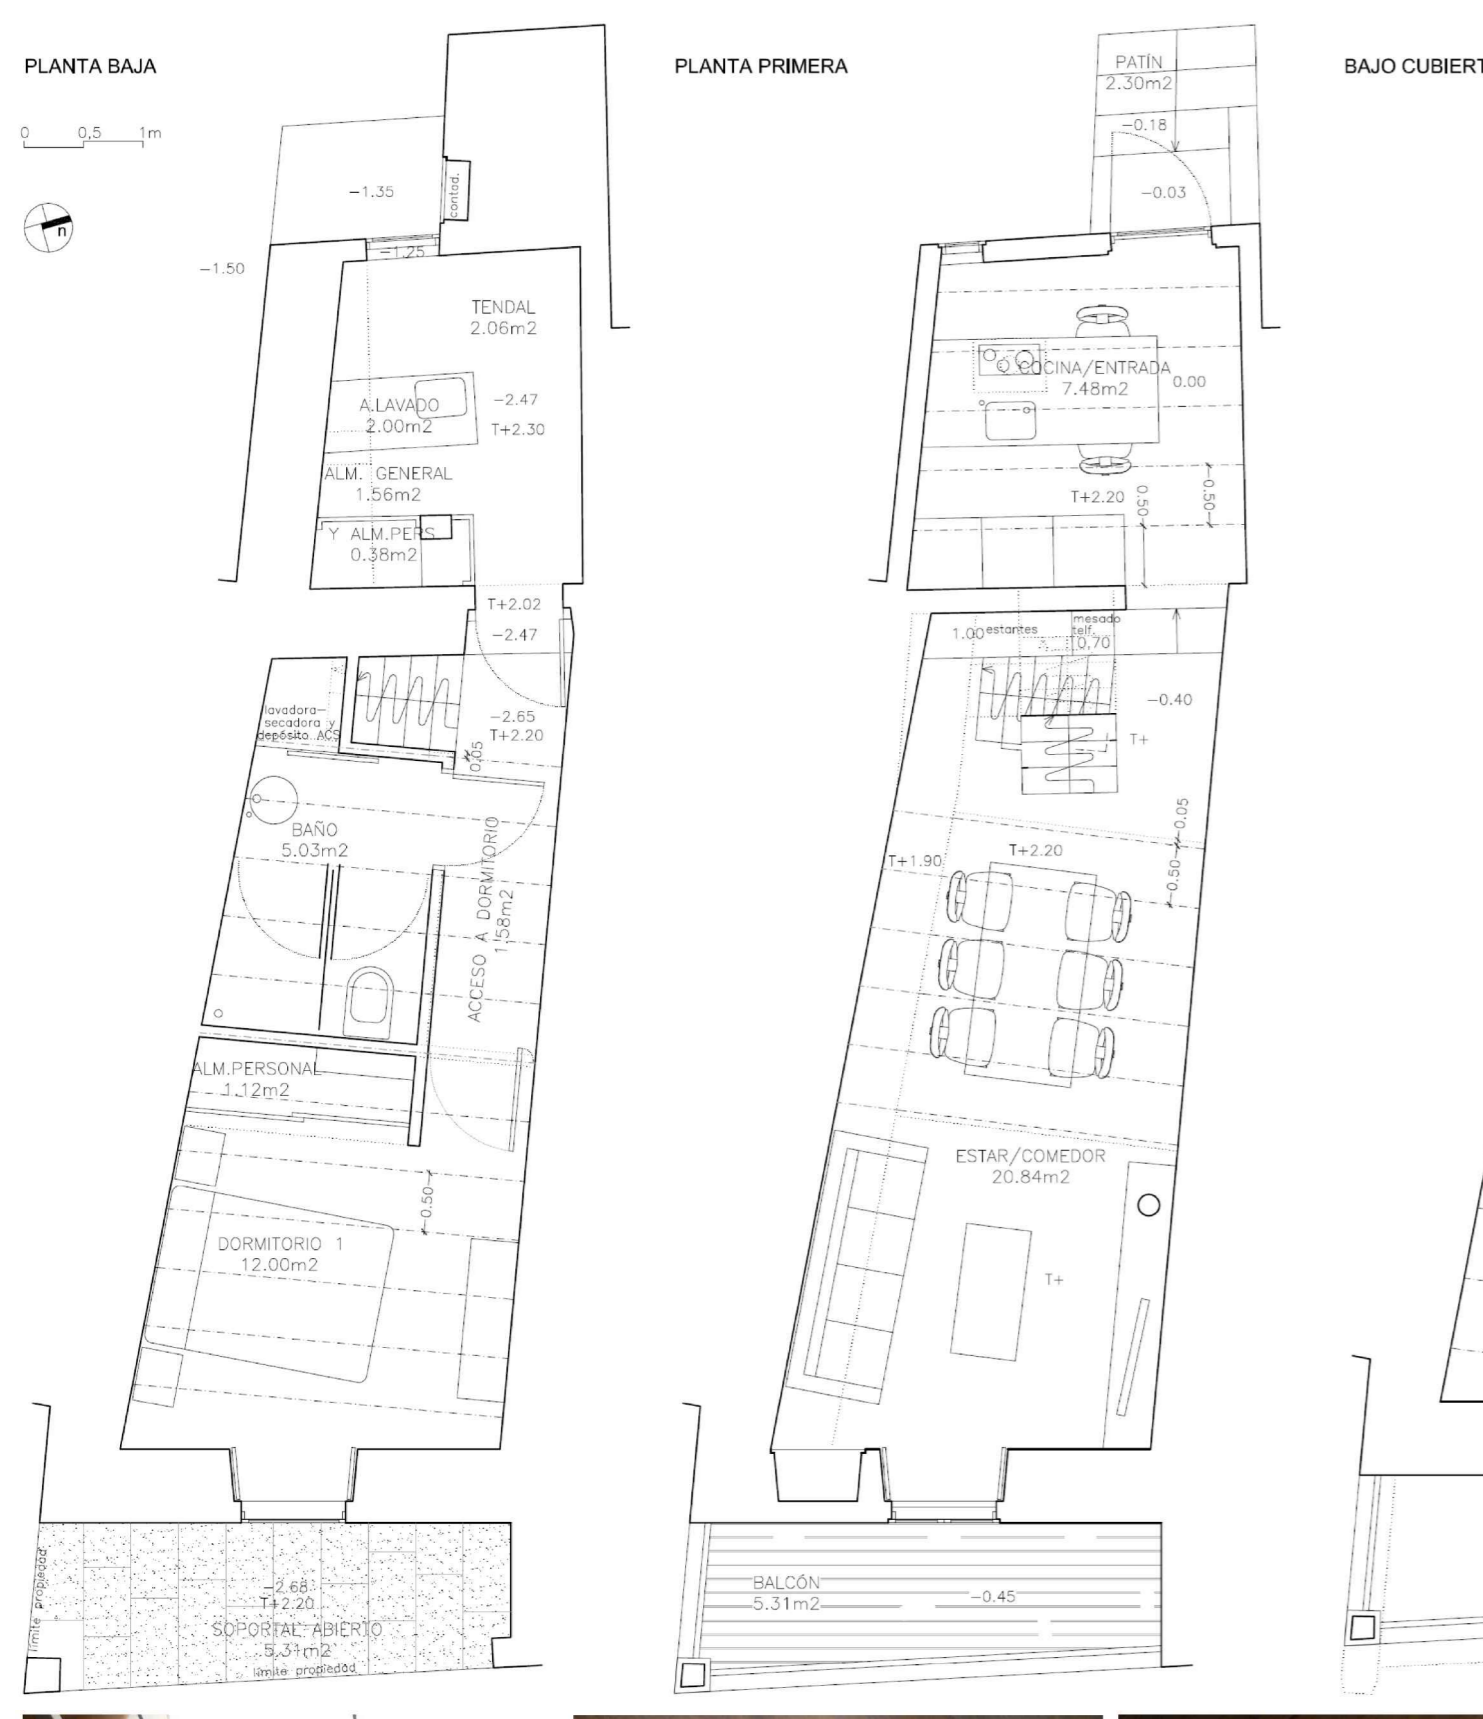 PLANTA BAJA
0 0,5 1m
n
-1.35
contad.
-1.25
-1.50
TENDAL
2.06m2
A.LAVADO
2.00m2
-2.47
T+2.30
ALM. GENERAL
1.56m2
Y ALM.PERS.
0.38m2
T+2.02
-2.47
lavadora-
secadora y
depósito ACS
-2.65
T+2.20
0.05
BAÑO
5.03m2
ACCESO A DORMITORIO
1.58m2
ALM.PERSONAL
1.12m2
0.50
DORMITORIO 1
12.00m2
límite propiedad
-2.68
T+2.20
SOPORTAL ABIERTO
5.31m2
límite propiedad
PLANTA PRIMERA
PATÍN
2.30m2
-0.18
-0.03
COCINA/ENTRADA
7.48m2
0.00
T+2.20
0.50
0.50
1.00
estantes
mesado
telf.
0,70
-0.40
T+
0.05
T+1.90
T+2.20
0.50
ESTAR/COMEDOR
20.84m2
T+
BALCÓN
5.31m2
-0.45
BAJO CUBIERT